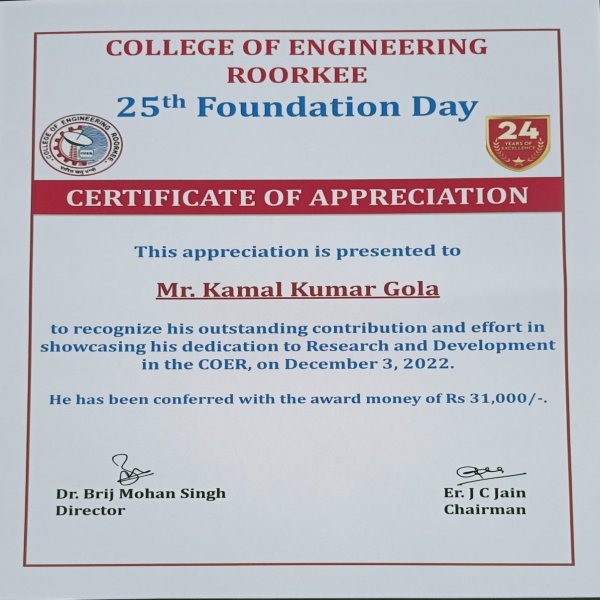 COLLEGE OF ENGINEERING
ROORKEE
25th Foundation Day
COLLEGE OF ENGINEERING ROORKEE
COER
24
YEARS OF
EXCELLENCE
CERTIFICATE OF APPRECIATION
This appreciation is presented to
Mr. Kamal Kumar Gola
to recognize his outstanding contribution and effort in
showcasing his dedication to Research and Development
in the COER, on December 3, 2022.
He has been conferred with the award money of Rs 31,000/-.
Dr. Brij Mohan Singh
Director
Er. J C Jain
Chairman